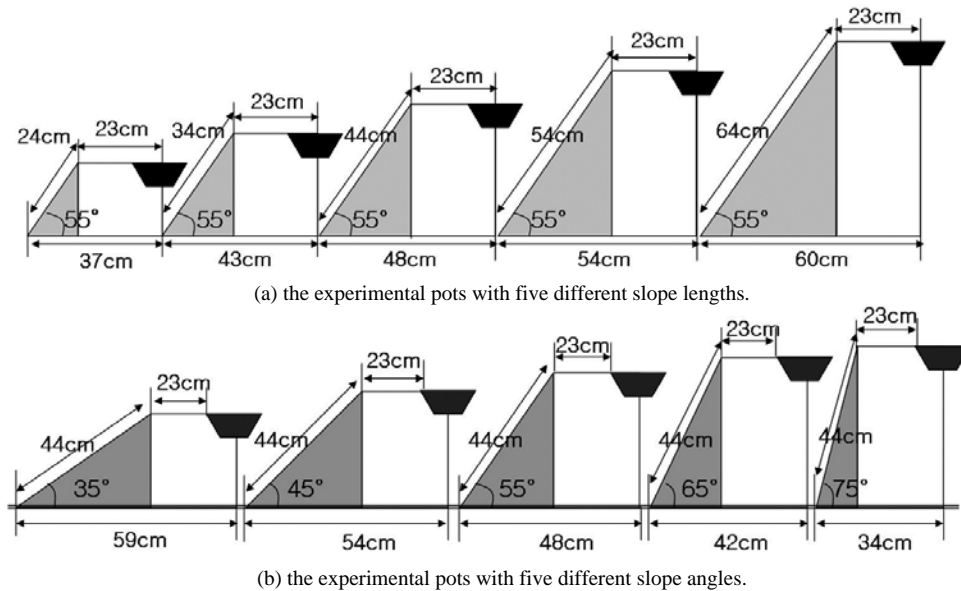 23cm
23cm
23cm
23cm
23cm
24cm
34cm
44cm
54cm
64cm
55°
55°
55°
55°
55°
37cm
43cm
48cm
54cm
60cm
(a) the experimental pots with five different slope lengths.
23cm
23cm
23cm
23cm
23cm
44cm
44cm
44cm
44cm
44cm
35°
45°
55°
65°
75°
59cm
54cm
48cm
42cm
34cm
(b) the experimental pots with five different slope angles.